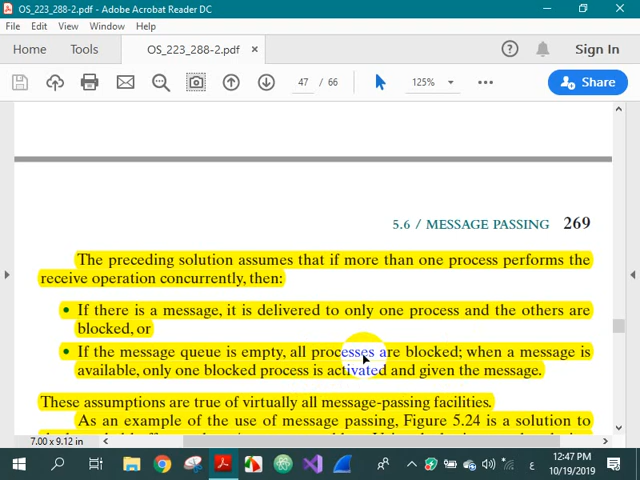 OS_223_288-2.pdf - Adobe Acrobat Reader DC
File Edit View Window Help
Home Tools OS_223_288-2.pdf × Sign In
47 / 66 125% Share
5.6 / MESSAGE PASSING 269
The preceding solution assumes that if more than one process performs the
receive operation concurrently, then:
• If there is a message, it is delivered to only one process and the others are
blocked, or
• If the message queue is empty, all processes are blocked; when a message is
available, only one blocked process is activated and given the message.
These assumptions are true of virtually all message-passing facilities.
As an example of the use of message passing, Figure 5.24 is a solution to
7.00 x 9.12 in
12:47 PM
ع
10/19/2019